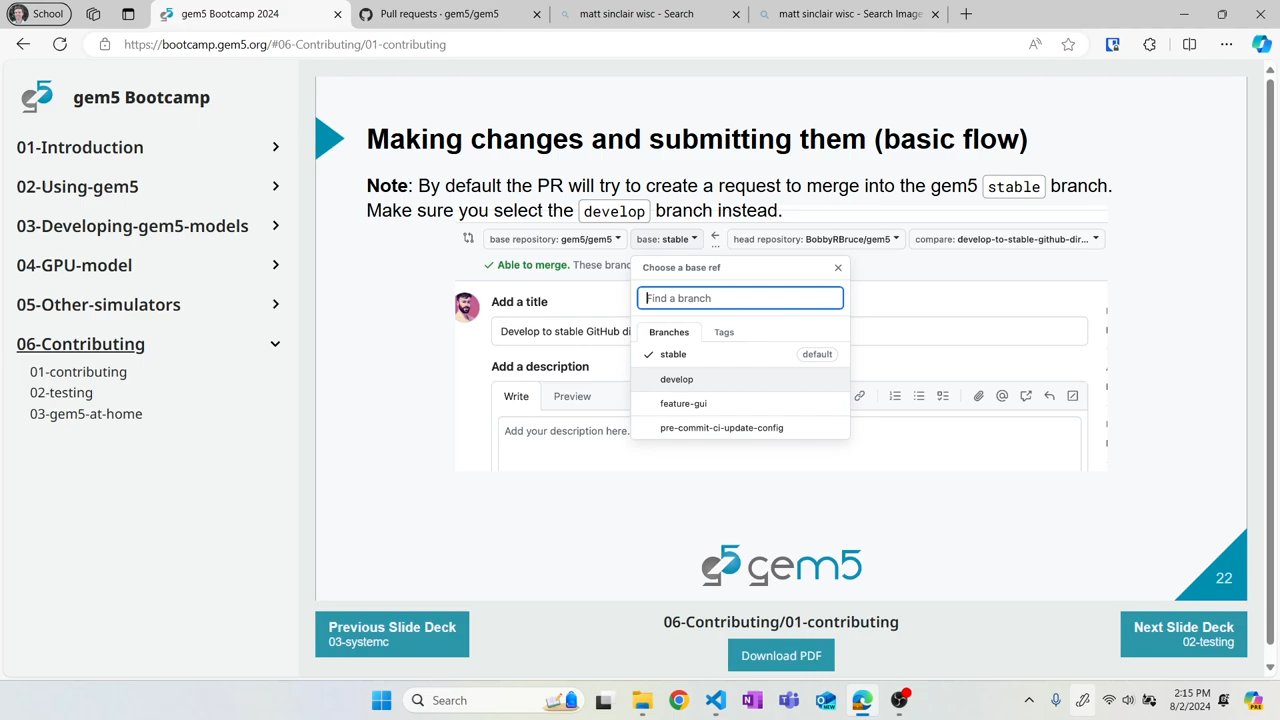 School
gem5 Bootcamp 2024
Pull requests · gem5/gem5
matt sinclair wisc - Search
matt sinclair wisc - Search Image
https://bootcamp.gem5.org/#06-Contributing/01-contributing
g5
gem5 Bootcamp
01-Introduction
02-Using-gem5
03-Developing-gem5-models
04-GPU-model
05-Other-simulators
06-Contributing
01-contributing
02-testing
03-gem5-at-home
Making changes and submitting them (basic flow)
Note: By default the PR will try to create a request to merge into the gem5 stable branch.
Make sure you select the develop branch instead.
base repository: gem5/gem5
base: stable
head repository: BobbyRBruce/gem5
compare: develop-to-stable-github-dir...
Able to merge. These branc
Choose a base ref
Find a branch
Branches
Tags
stable
default
develop
feature-gui
pre-commit-ci-update-config
Add a title
Develop to stable GitHub di
Add a description
Write
Preview
Add your description here.
g5 gem5
22
Previous Slide Deck
03-systemc
06-Contributing/01-contributing
Download PDF
Next Slide Deck
02-testing
Search
2:15 PM
8/2/2024